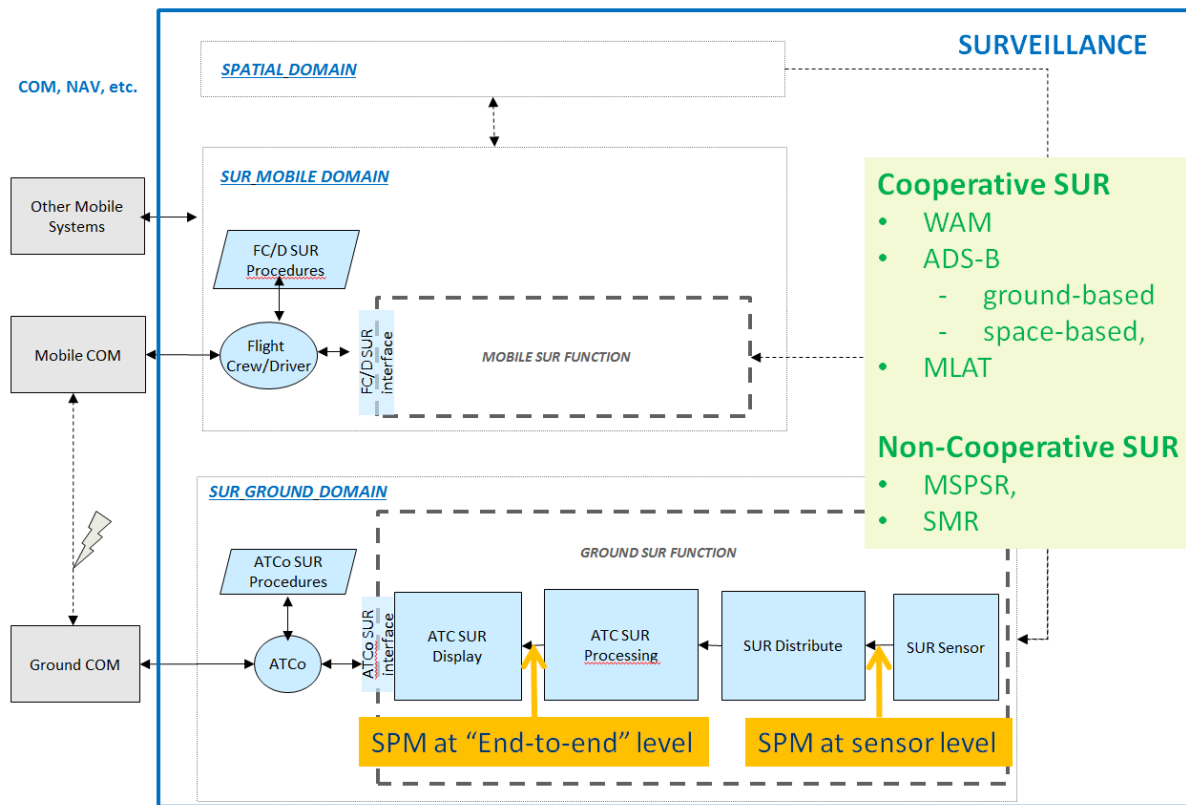 SURVEILLANCE
COM, NAV, etc.
SPATIAL DOMAIN
SUR MOBILE DOMAIN
Other Mobile
Systems
FC/D SUR
Procedures
Mobile COM
Flight
Crew/Driver
FC/D SUR
interface
MOBILE SUR FUNCTION
Cooperative SUR
• WAM
• ADS-B
- ground-based
- space-based,
• MLAT
Non-Cooperative SUR
• MSPSR,
• SMR
SUR GROUND DOMAIN
GROUND SUR FUNCTION
ATCo SUR
Procedures
Ground COM
ATCo
ATCo SUR
interface
ATC SUR
Display
ATC SUR
Processing
SUR Distribute
SUR Sensor
SPM at “End-to-end” level
SPM at sensor level